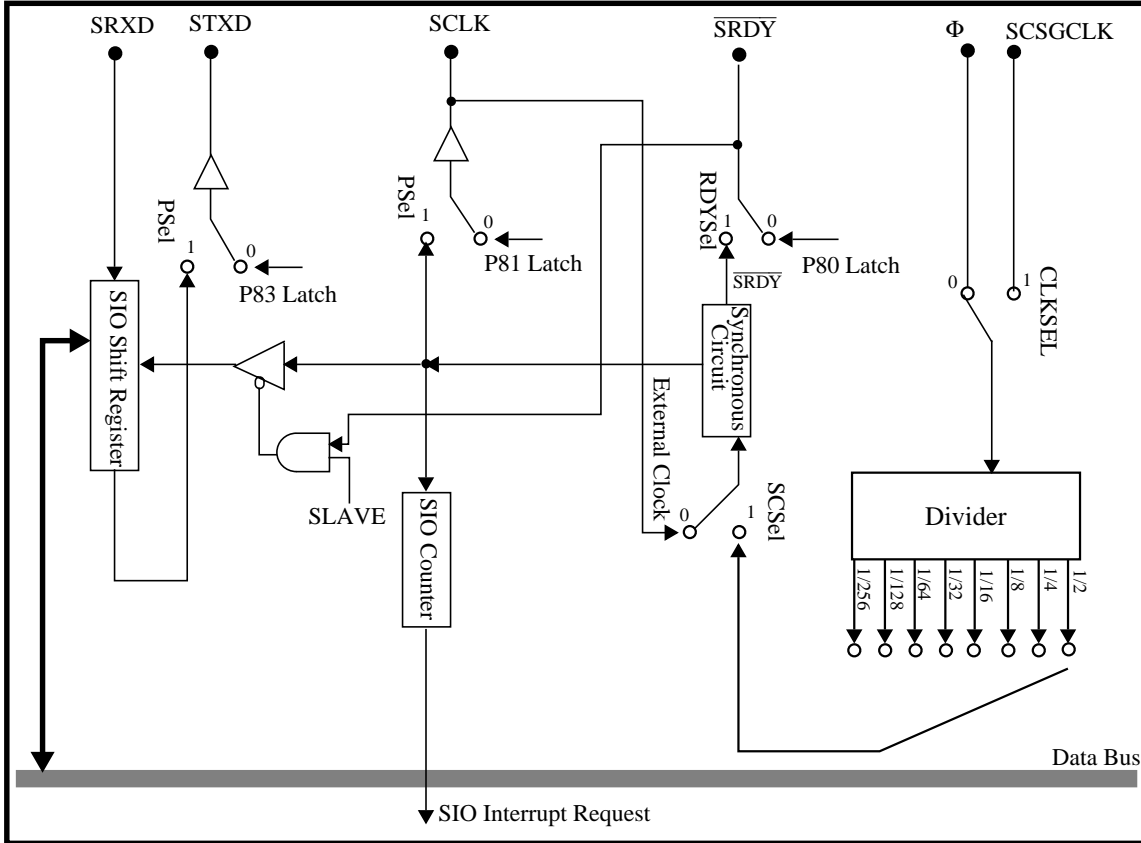 SRXD
STXD
SCLK
SRDY
Φ
SCSGCLK
PSel
1
0
P83 Latch
PSel
1
0
P81 Latch
RDYSel
1
0
P80 Latch
SRDY
0
1
CLKSEL
SIO Shift Register
Synchronous
Circuit
External Clock
SLAVE
SIO Counter
0
1
SCSel
Divider
1/256
1/128
1/64
1/32
1/16
1/8
1/4
1/2
Data Bus
SIO Interrupt Request